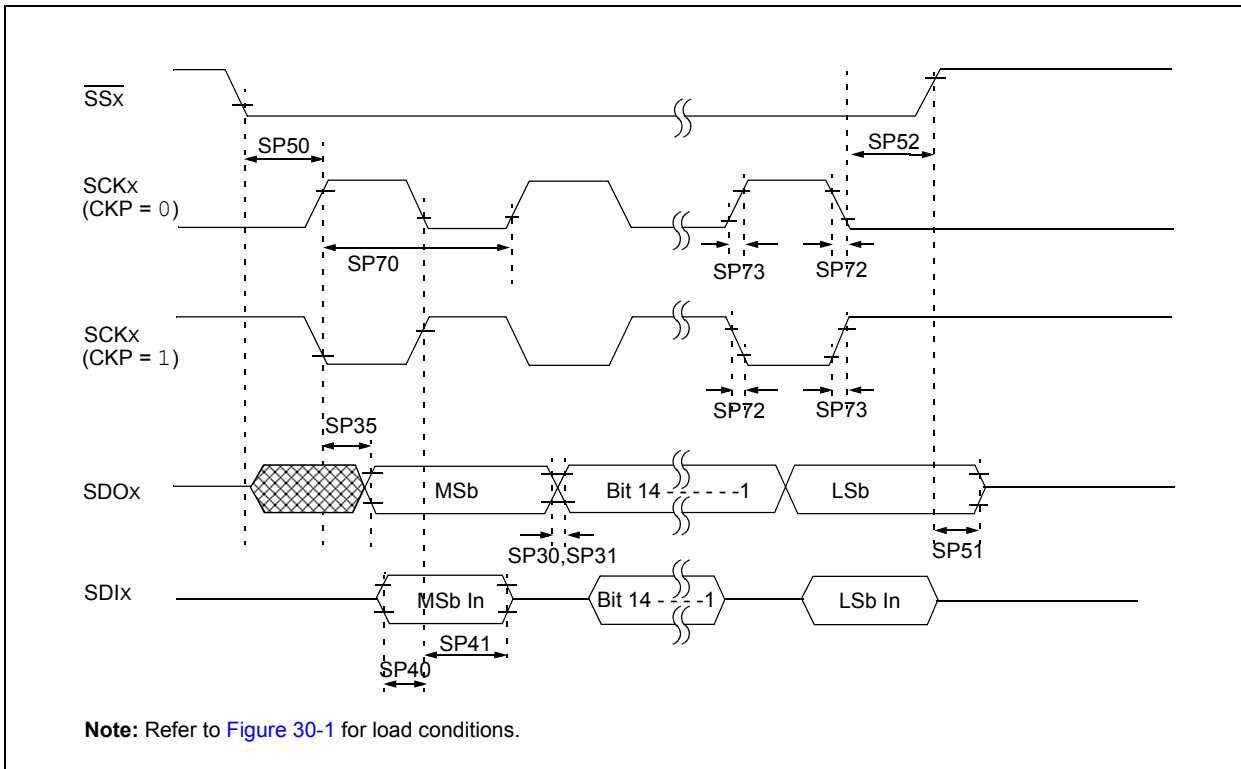 SSx
SP50
SP52
SCKx
(CKP = 0)
SP70
SP73
SP72
SCKx
(CKP = 1)
SP72
SP73
SP35
SDOx
MSb
Bit 14 - - - - - -1
LSb
SP30,SP31
SP51
SDIx
MSb In
Bit 14 - - - -1
LSb In
SP41
SP40
Note: Refer to Figure 30-1 for load conditions.